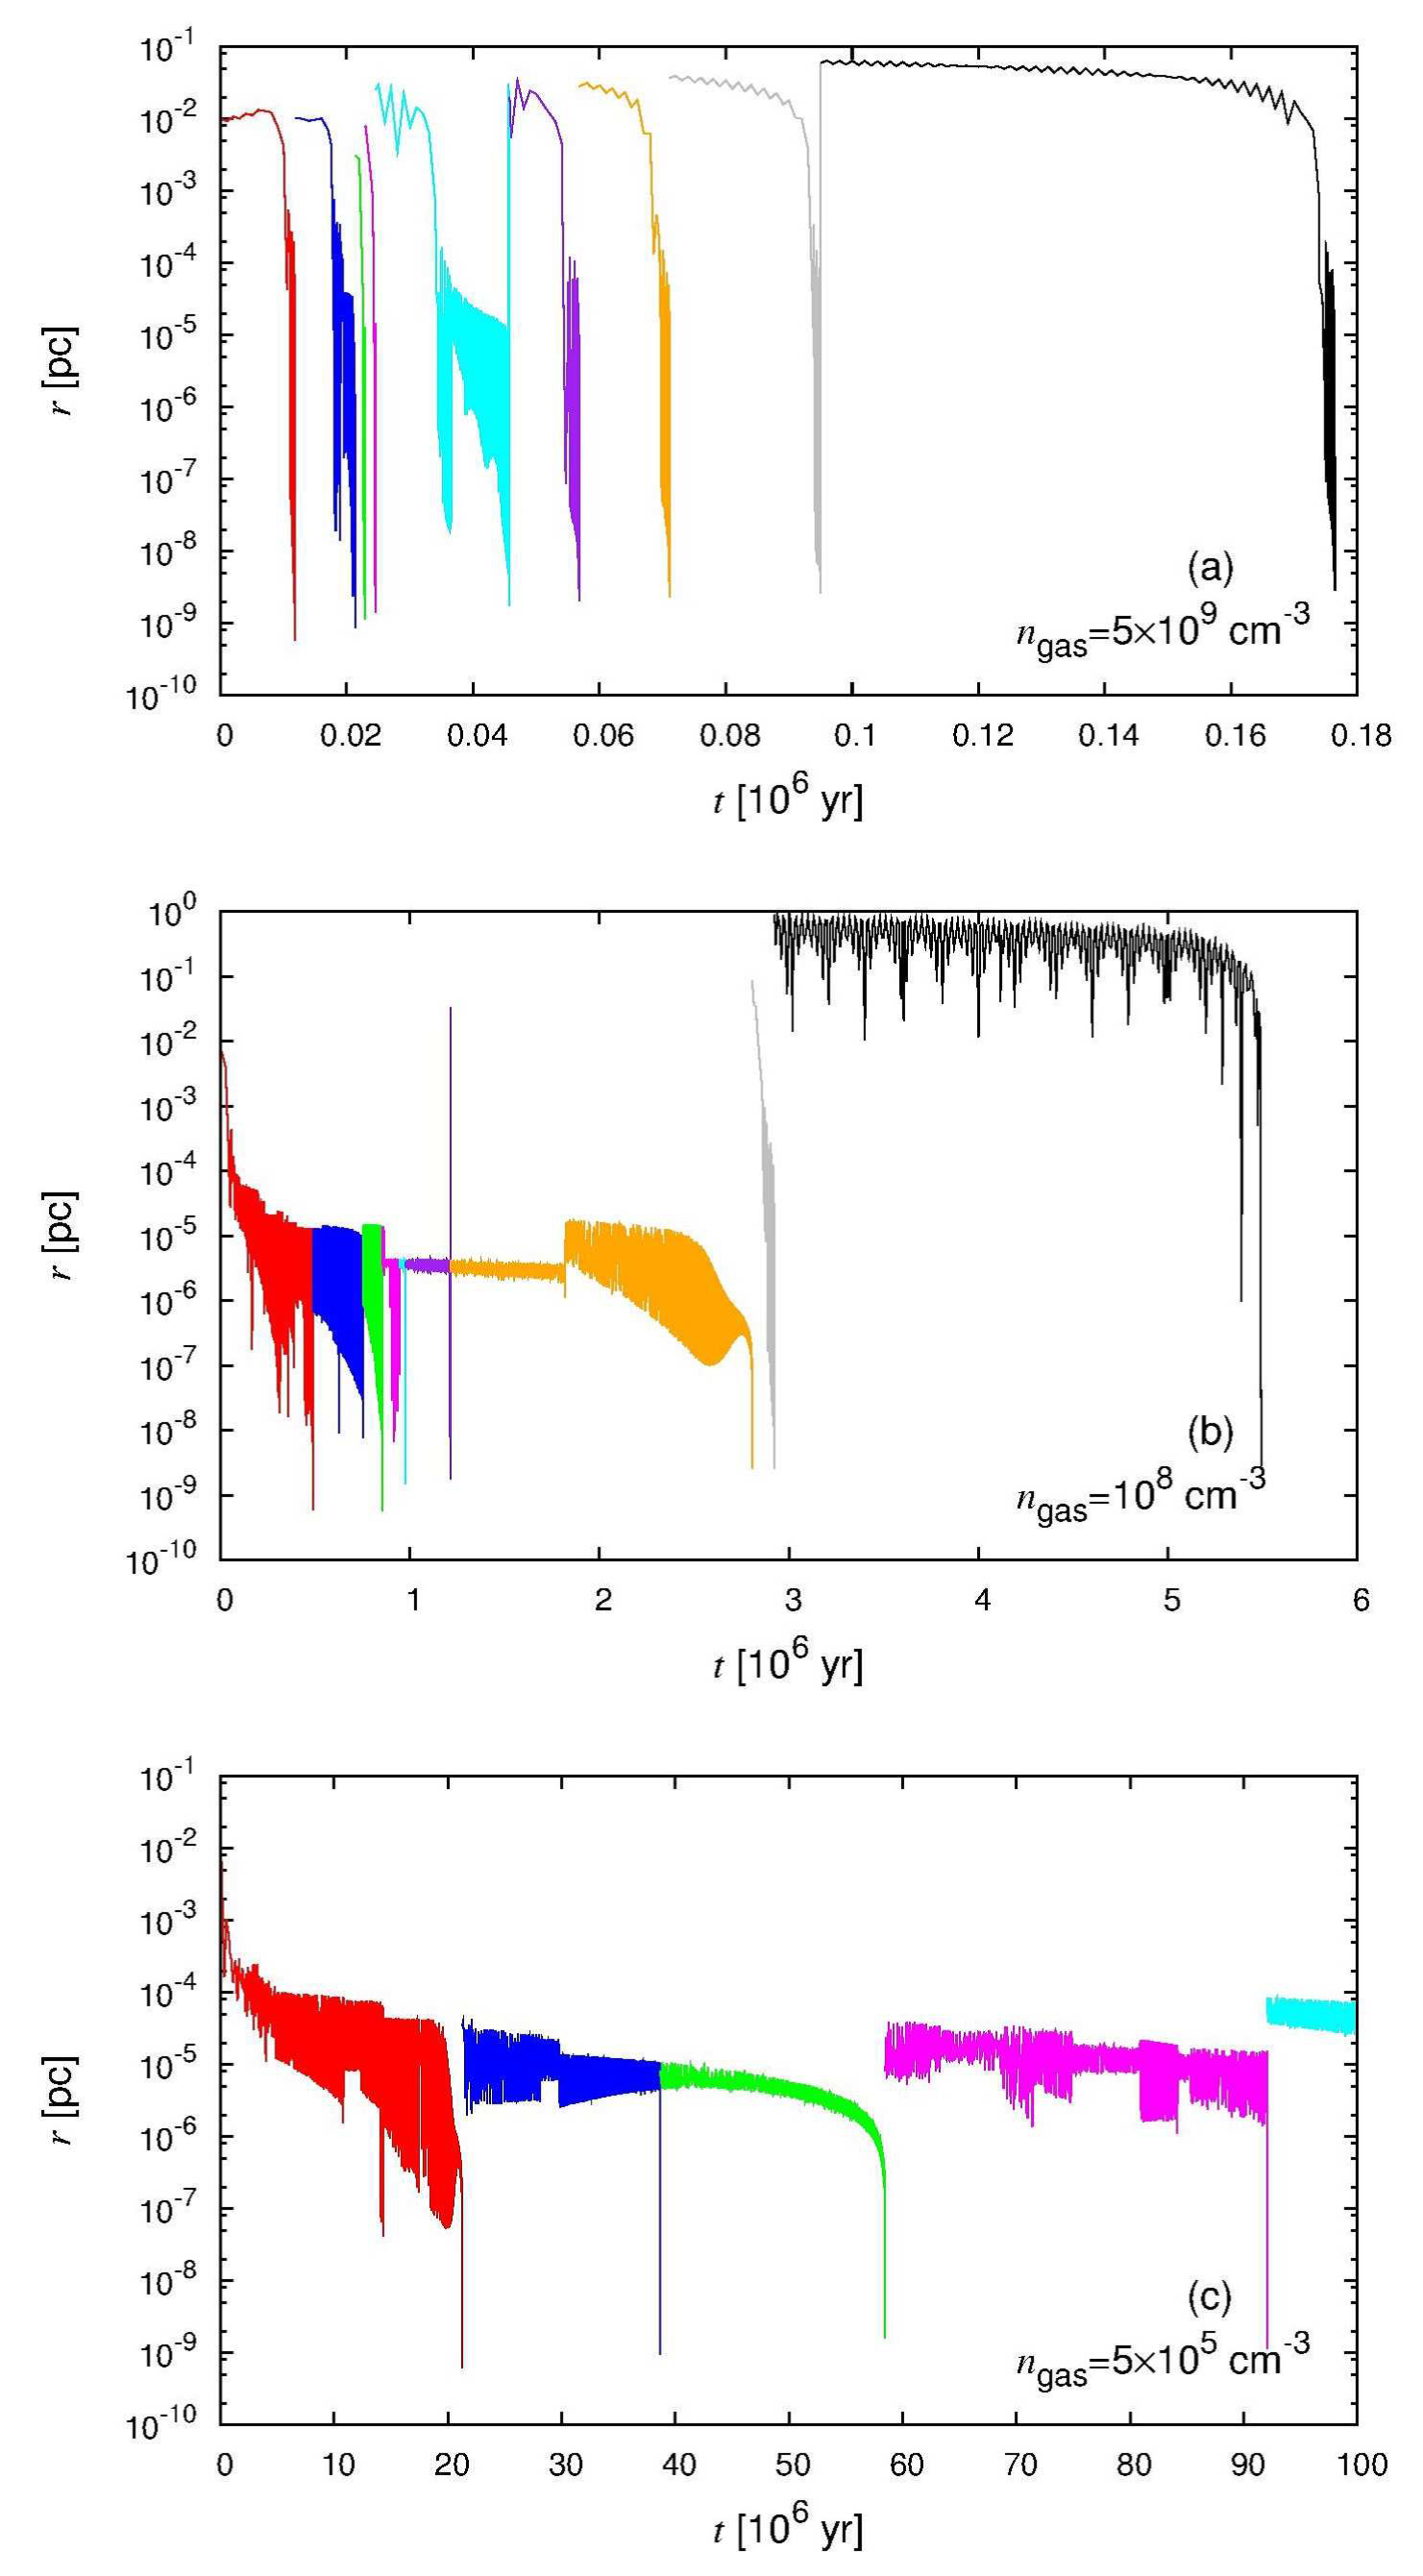 10^-1
10^-2
10^-3
10^-4
10^-5
10^-6
10^-7
10^-8
10^-9
10^-10
r [pc]
(a)
n_gas=5×10^9 cm^-3
0 0.02 0.04 0.06 0.08 0.1 0.12 0.14 0.16 0.18
t [10^6 yr]
10^0
10^-1
10^-2
10^-3
10^-4
10^-5
10^-6
10^-7
10^-8
10^-9
10^-10
r [pc]
(b)
n_gas=10^8 cm^-3
0 1 2 3 4 5 6
t [10^6 yr]
10^-1
10^-2
10^-3
10^-4
10^-5
10^-6
10^-7
10^-8
10^-9
10^-10
r [pc]
(c)
n_gas=5×10^5 cm^-3
0 10 20 30 40 50 60 70 80 90 100
t [10^6 yr]